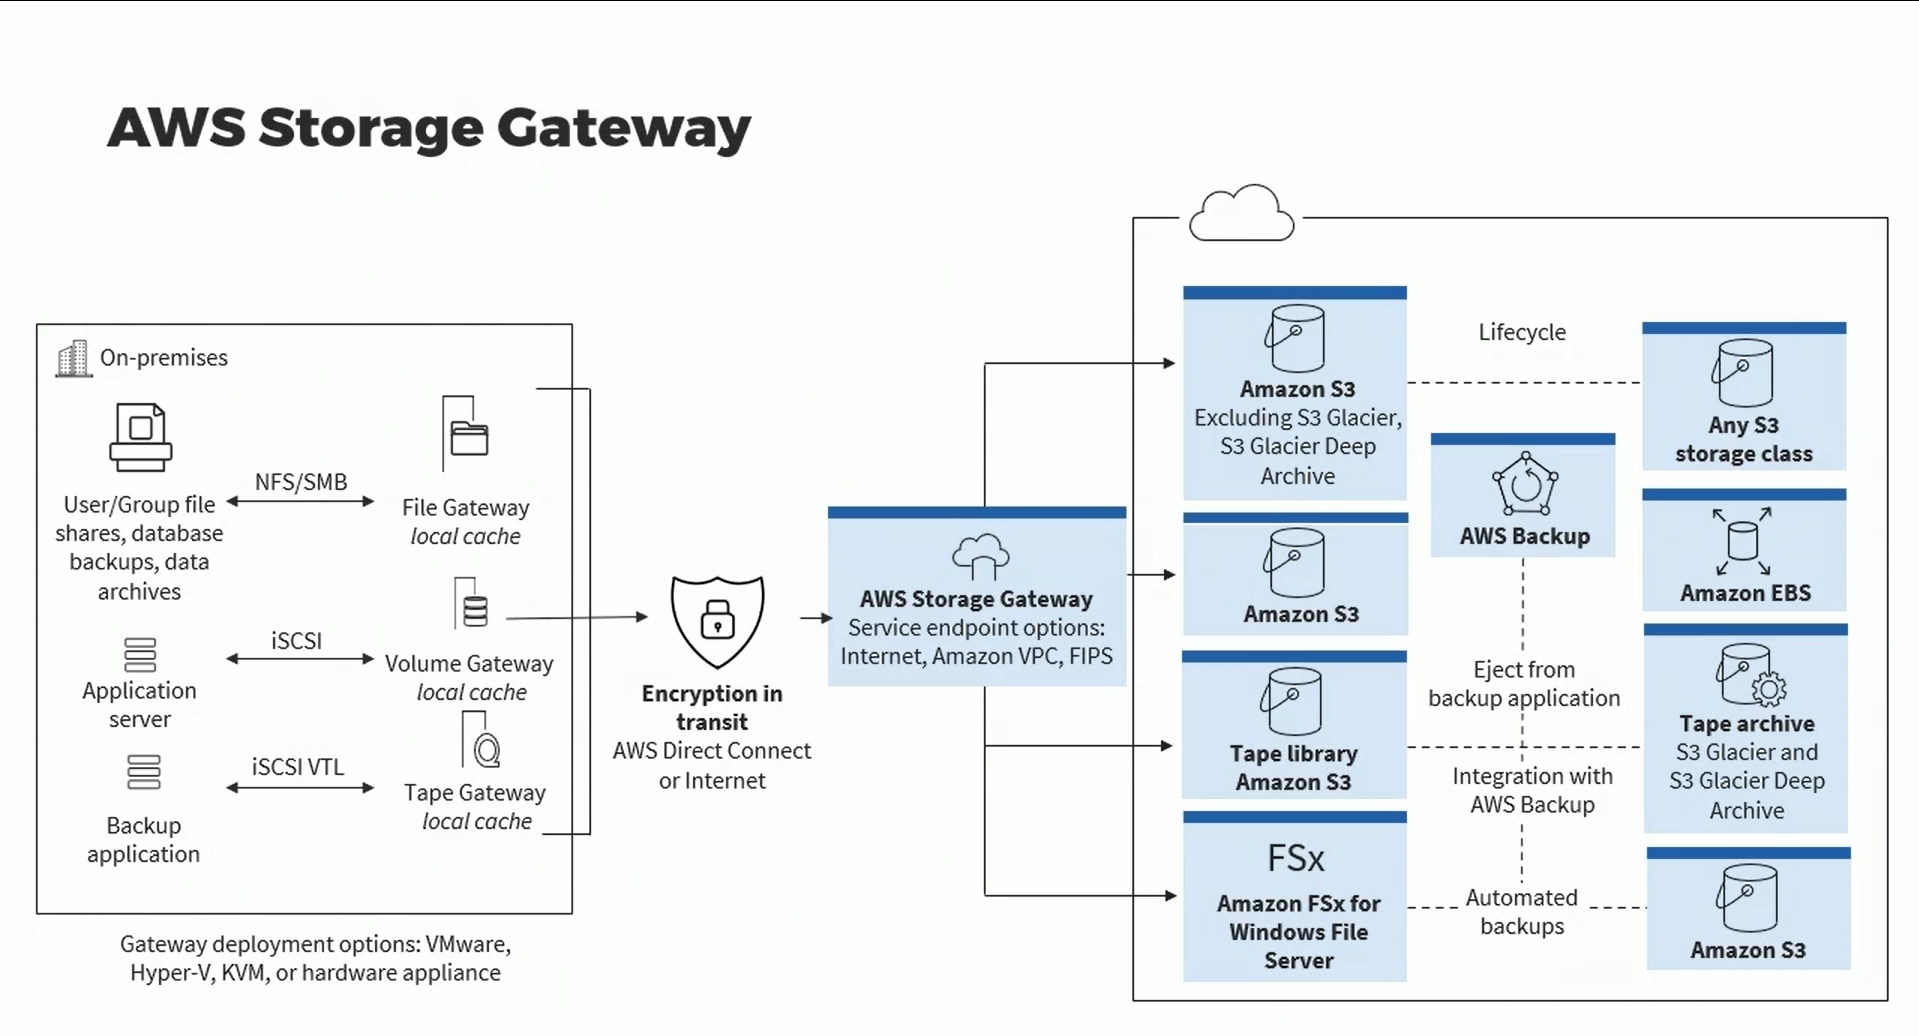 AWS Storage Gateway
On-premises
User/Group file
shares, database
backups, data
archives
NFS/SMB
File Gateway
local cache
Application
server
iSCSI
Volume Gateway
local cache
Backup
application
iSCSI VTL
Tape Gateway
local cache
Gateway deployment options: VMware,
Hyper-V, KVM, or hardware appliance
Encryption in
transit
AWS Direct Connect
or Internet
AWS Storage Gateway
Service endpoint options:
Internet, Amazon VPC, FIPS
Amazon S3
Excluding S3 Glacier,
S3 Glacier Deep
Archive
Amazon S3
Tape library
Amazon S3
FSx
Amazon FSx for
Windows File
Server
Lifecycle
AWS Backup
Eject from
backup application
Integration with
AWS Backup
Automated
backups
Any S3
storage class
Amazon EBS
Tape archive
S3 Glacier and
S3 Glacier Deep
Archive
Amazon S3